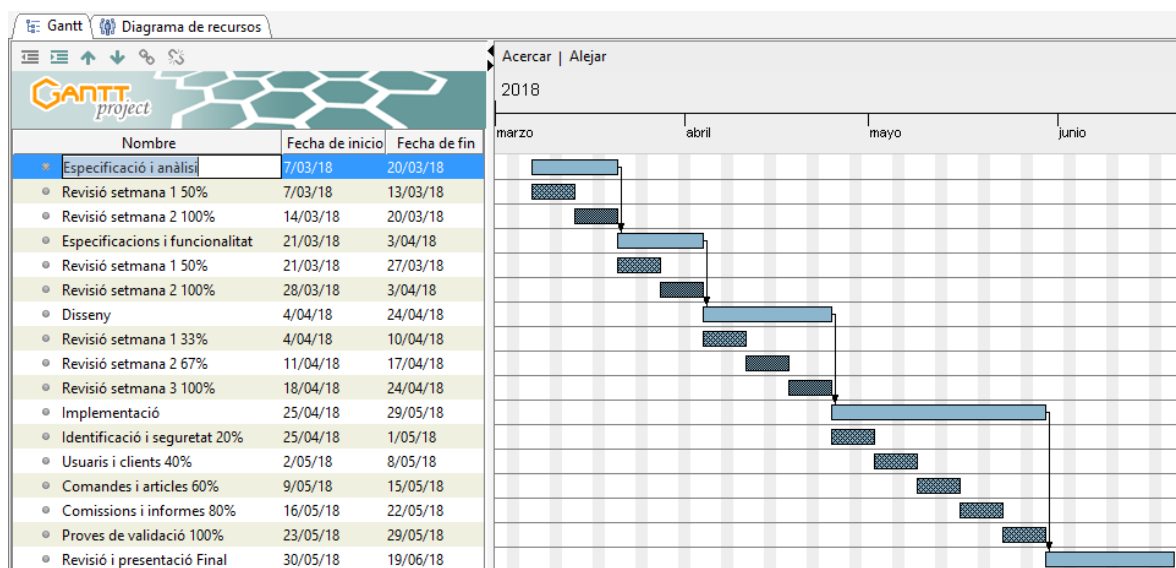 Gantt Diagrama de recursos
Acercar | Alejar
GANTT project
2018
marzo abril mayo junio
Nombre Fecha de inicio Fecha de fin
Especificació i anàlisi 7/03/18 20/03/18
Revisió setmana 1 50% 7/03/18 13/03/18
Revisió setmana 2 100% 14/03/18 20/03/18
Especificacions i funcionalitat 21/03/18 3/04/18
Revisió setmana 1 50% 21/03/18 27/03/18
Revisió setmana 2 100% 28/03/18 3/04/18
Disseny 4/04/18 24/04/18
Revisió setmana 1 33% 4/04/18 10/04/18
Revisió setmana 2 67% 11/04/18 17/04/18
Revisió setmana 3 100% 18/04/18 24/04/18
Implementació 25/04/18 29/05/18
Identificació i seguretat 20% 25/04/18 1/05/18
Usuaris i clients 40% 2/05/18 8/05/18
Comandes i articles 60% 9/05/18 15/05/18
Comissions i informes 80% 16/05/18 22/05/18
Proves de validació 100% 23/05/18 29/05/18
Revisió i presentació Final 30/05/18 19/06/18